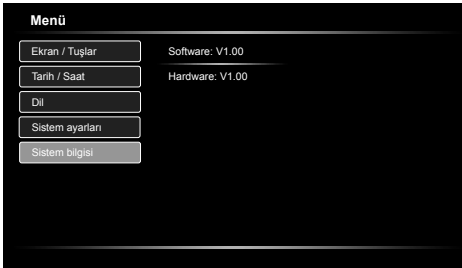 Menü
Ekran / Tuşlar
Tarih / Saat
Dil
Sistem ayarları
Sistem bilgisi
Software: V1.00
Hardware: V1.00